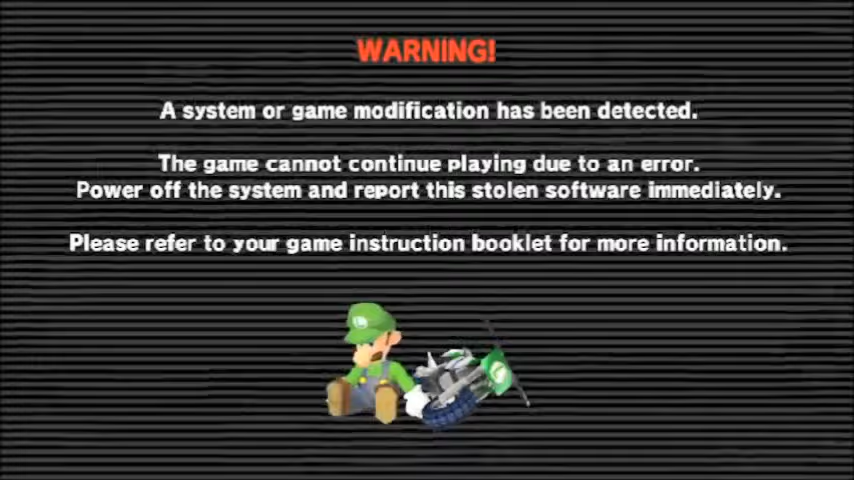 WARNING!
A system or game modification has been detected.
The game cannot continue playing due to an error.
Power off the system and report this stolen software immediately.
Please refer to your game instruction booklet for more information.
L
L